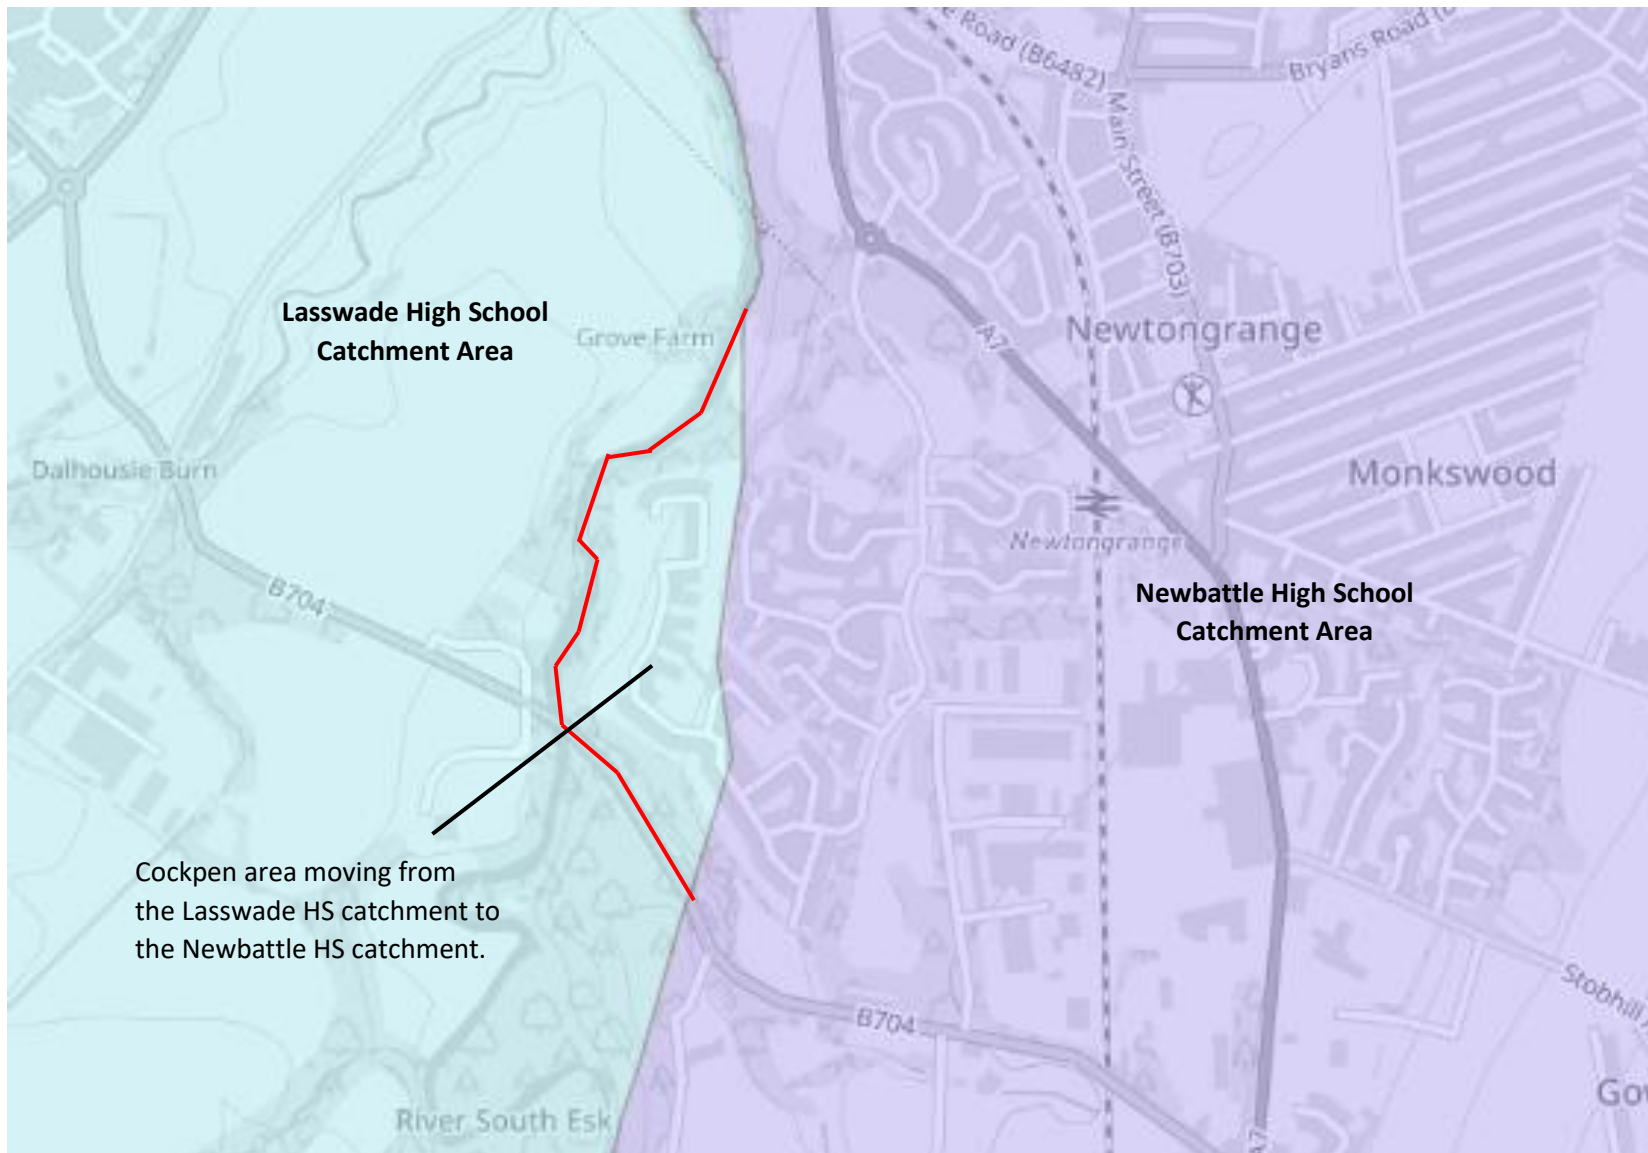 Road (B6482)
Bryans Road
Main Street (B703)
Lasswade High School
Catchment Area
Grove Farm
A7
Newtongrange
Dalhousie Burn
Monkswood
Newtongrange
B704
Newbattle High School
Catchment Area
Cockpen area moving from
the Lasswade HS catchment to
the Newbattle HS catchment.
Stobhill
B704
River South Esk
A7